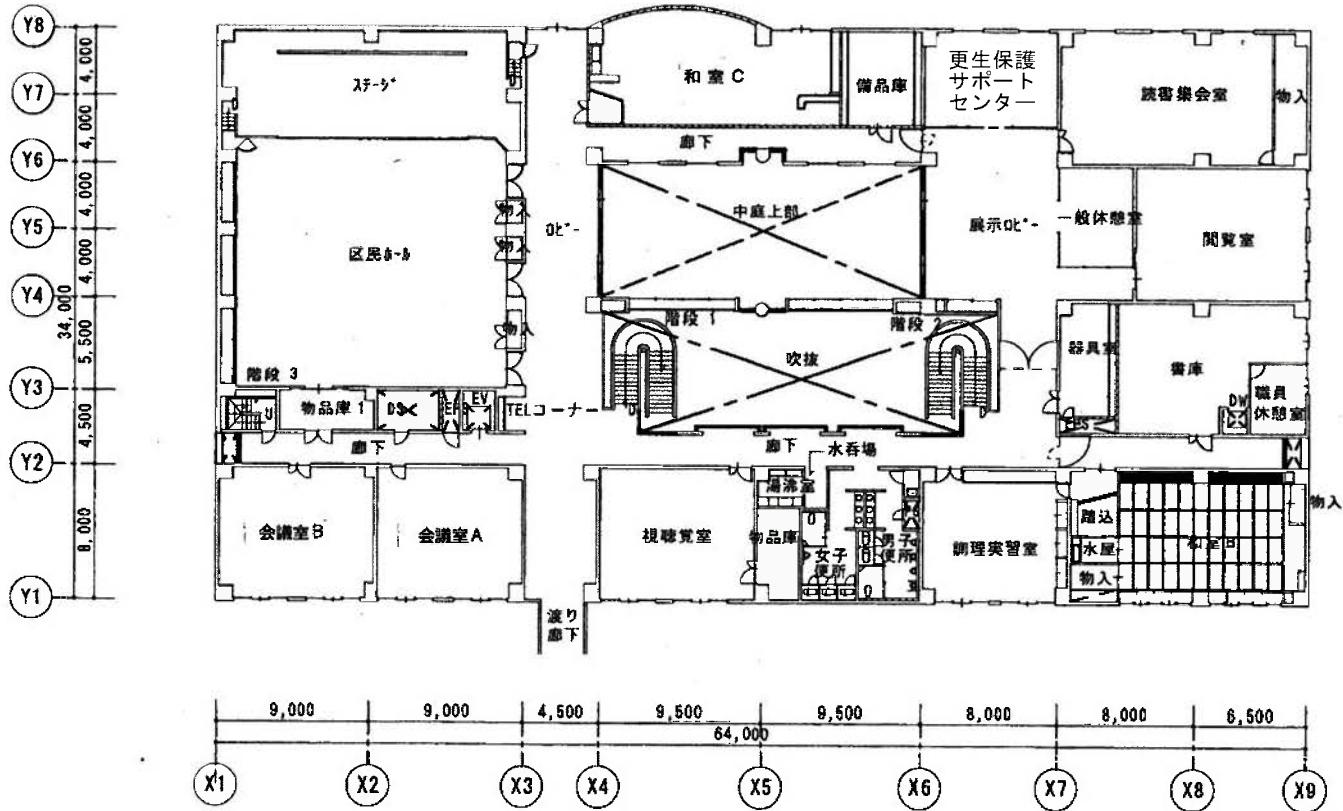 Y8
Y7
Y6
Y5
Y4
Y3
Y2
Y1
4,000
4,000
4,000
4,000
5,500
4,500
8,000
34,000
ステージ
和室C
備品庫
更生保護
サポート
センター
読書集会室
物入
廊下
区民ホール
物入
物入
物入
ロビー
中庭上部
展示ロビー
一般休憩室
閲覧室
階段 1
階段 2
吹抜
器具室
書庫
階段 3
物品庫 1
DS
EV
TELコーナー
DW
職員
休憩室
廊下
廊下
水呑場
会議室B
会議室A
視聴覚室
湯沸室
物品庫
女子
便所
男子
便所
調理実習室
踏込
水屋
物入
物入
渡り
廊下
9,000
9,000
4,500
9,500
9,500
8,000
8,000
6,500
64,000
X1
X2
X3
X4
X5
X6
X7
X8
X9